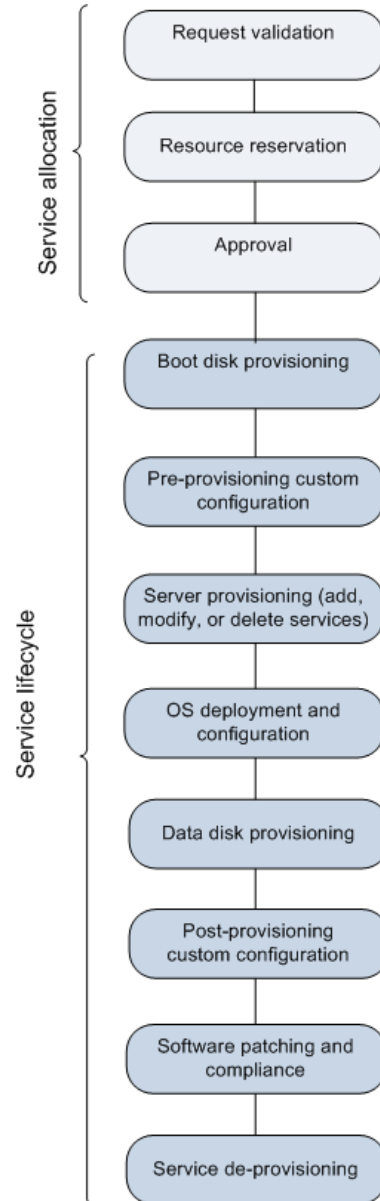 Service allocation
Request validation
Resource reservation
Approval
Service lifecycle
Boot disk provisioning
Pre-provisioning custom
configuration
Server provisioning (add,
modify, or delete services)
OS deployment and
configuration
Data disk provisioning
Post-provisioning
custom configuration
Software patching and
compliance
Service de-provisioning